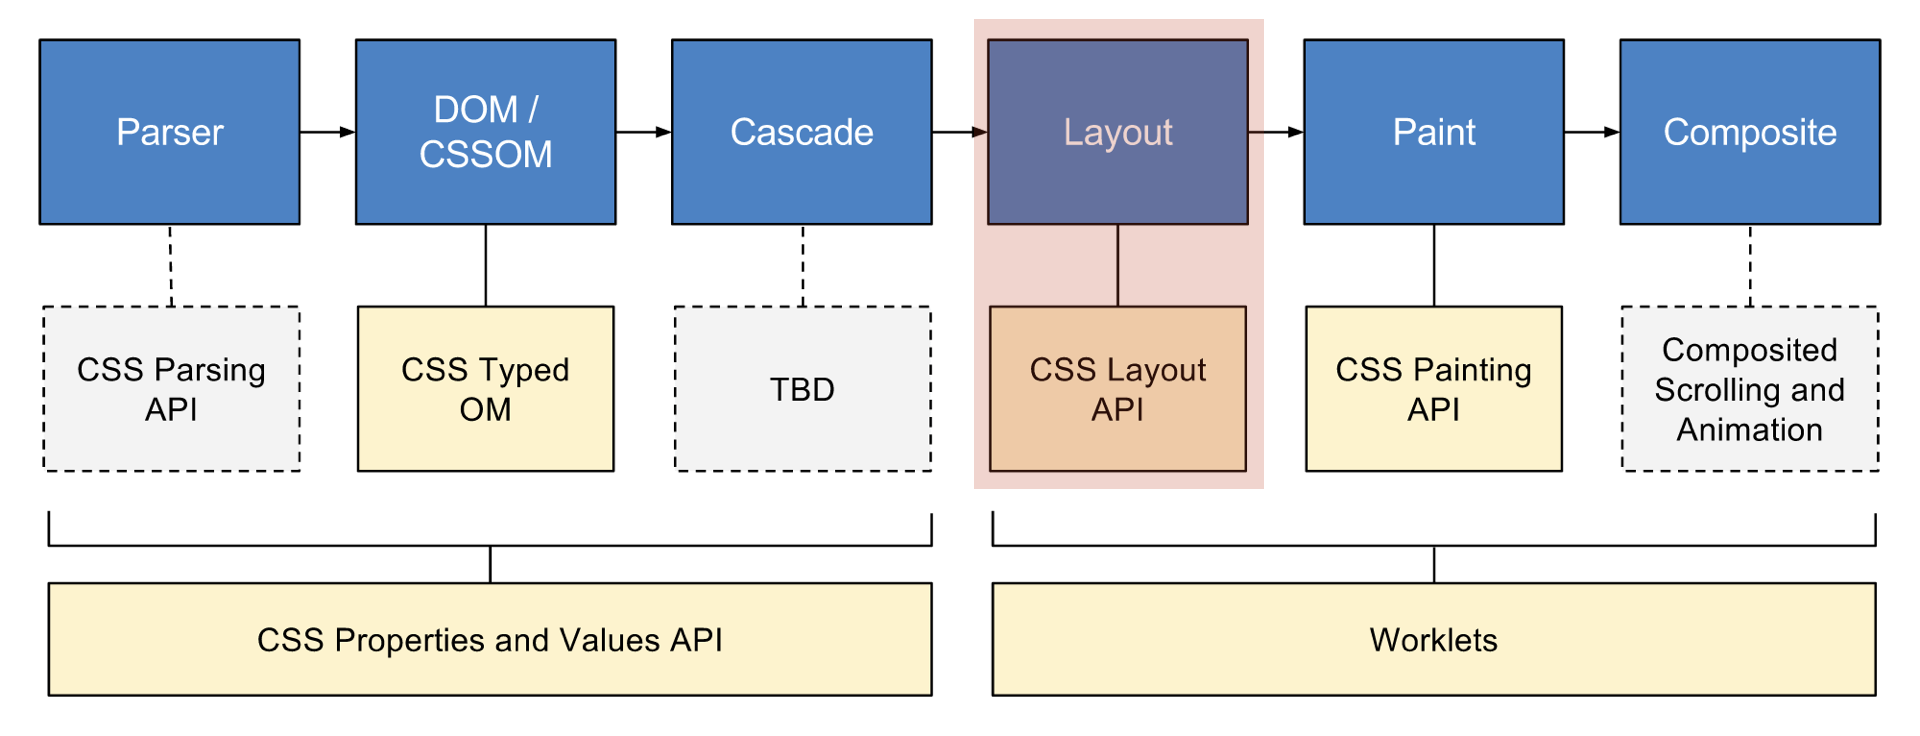 Parser
DOM /
CSSOM
Cascade
Layout
Paint
Composite
CSS Parsing
API
CSS Typed
OM
TBD
CSS Layout
API
CSS Painting
API
Composited
Scrolling and
Animation
CSS Properties and Values API
Worklets